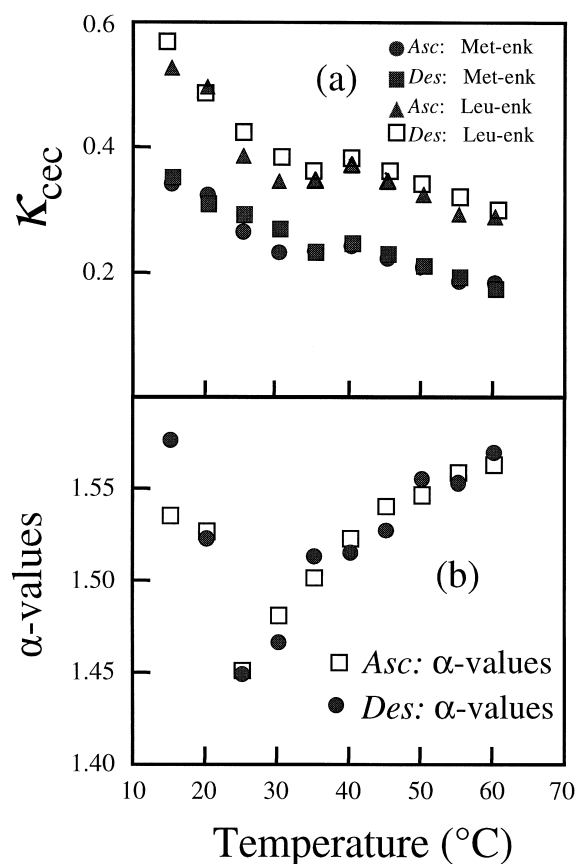 0.6
0.4
0.2
κcec
(a)
Asc: Met-enk
Des: Met-enk
Asc: Leu-enk
Des: Leu-enk
1.55
1.50
1.45
1.40
α-values
(b)
Asc: α-values
Des: α-values
10 20 30 40 50 60 70
Temperature (°C)